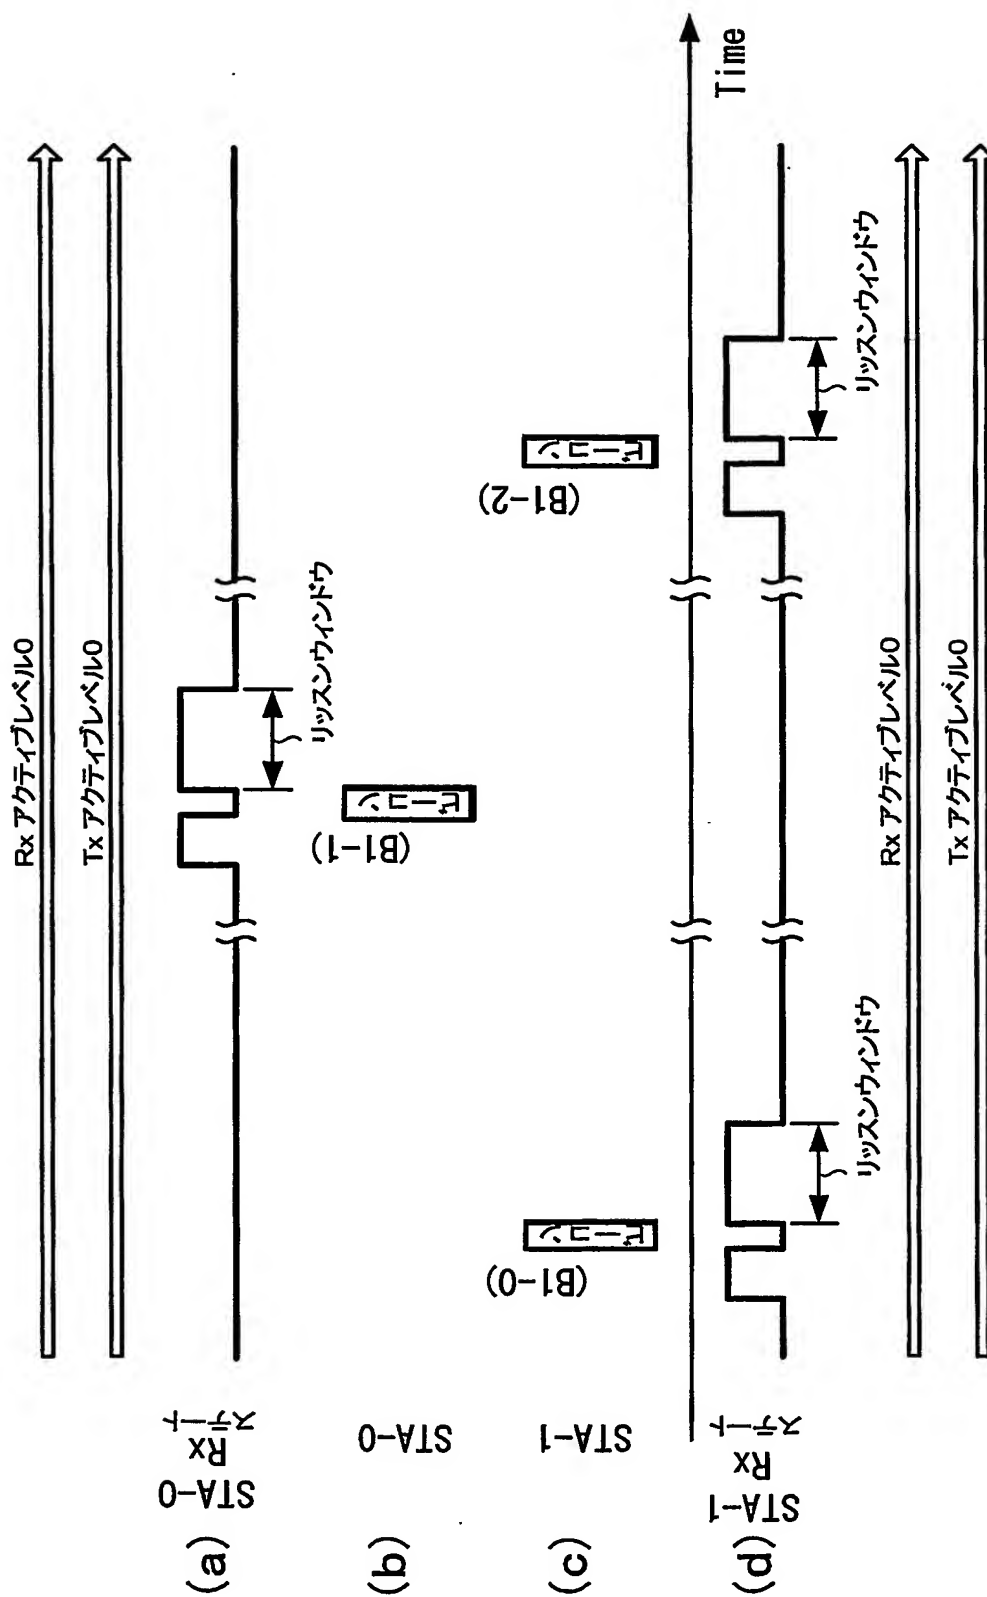 Rx アクティブレベル0
Tx アクティブレベル0
(a)
STA-0
Rx
ステート
リッスンウィンドウ
(b)
STA-0
(B1-1)
ビーコン
(c)
STA-1
(B1-0)
ビーコン
(B1-2)
ビーコン
Time
(d)
STA-1
Rx
ステート
リッスンウィンドウ
リッスンウィンドウ
Rx アクティブレベル0
Tx アクティブレベル0